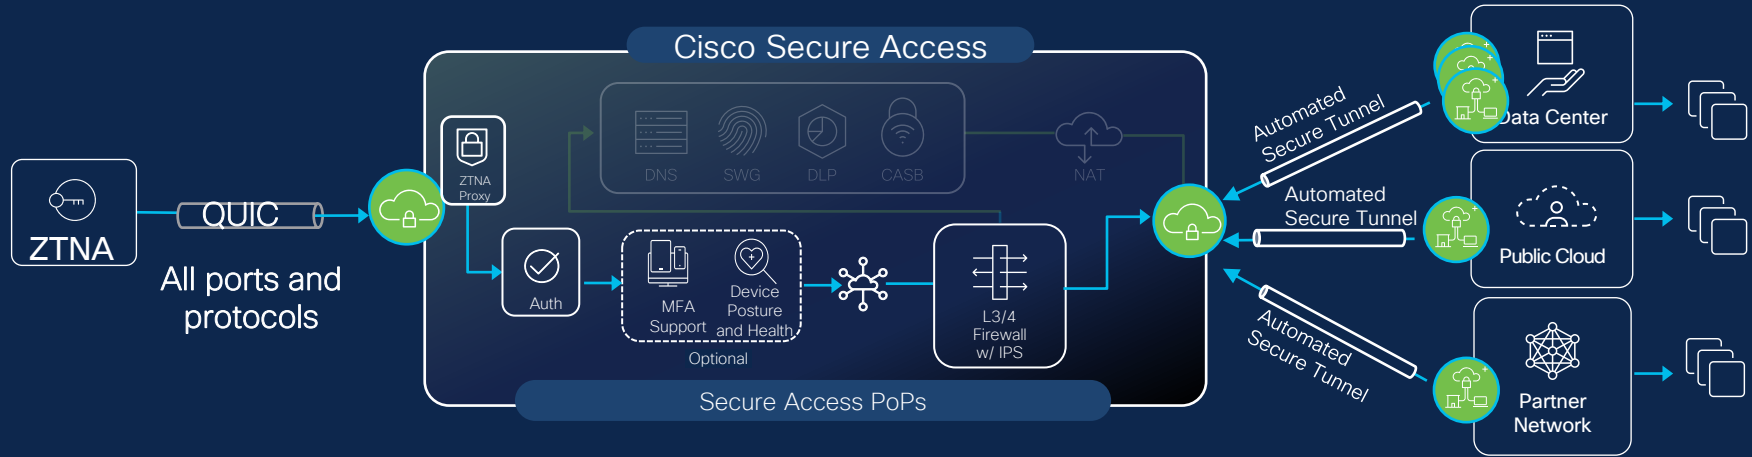 Cisco Secure Access
ZTNA
QUIC
All ports and
protocols
ZTNA
Proxy
DNS
SWG
DLP
CASB
NAT
Auth
MFA
Support
Device
Posture
and Health
Optional
L3/4
Firewall
w/ IPS
Secure Access PoPs
Automated
Secure Tunnel
Automated
Secure Tunnel
Automated
Secure Tunnel
Data Center
Public Cloud
Partner
Network